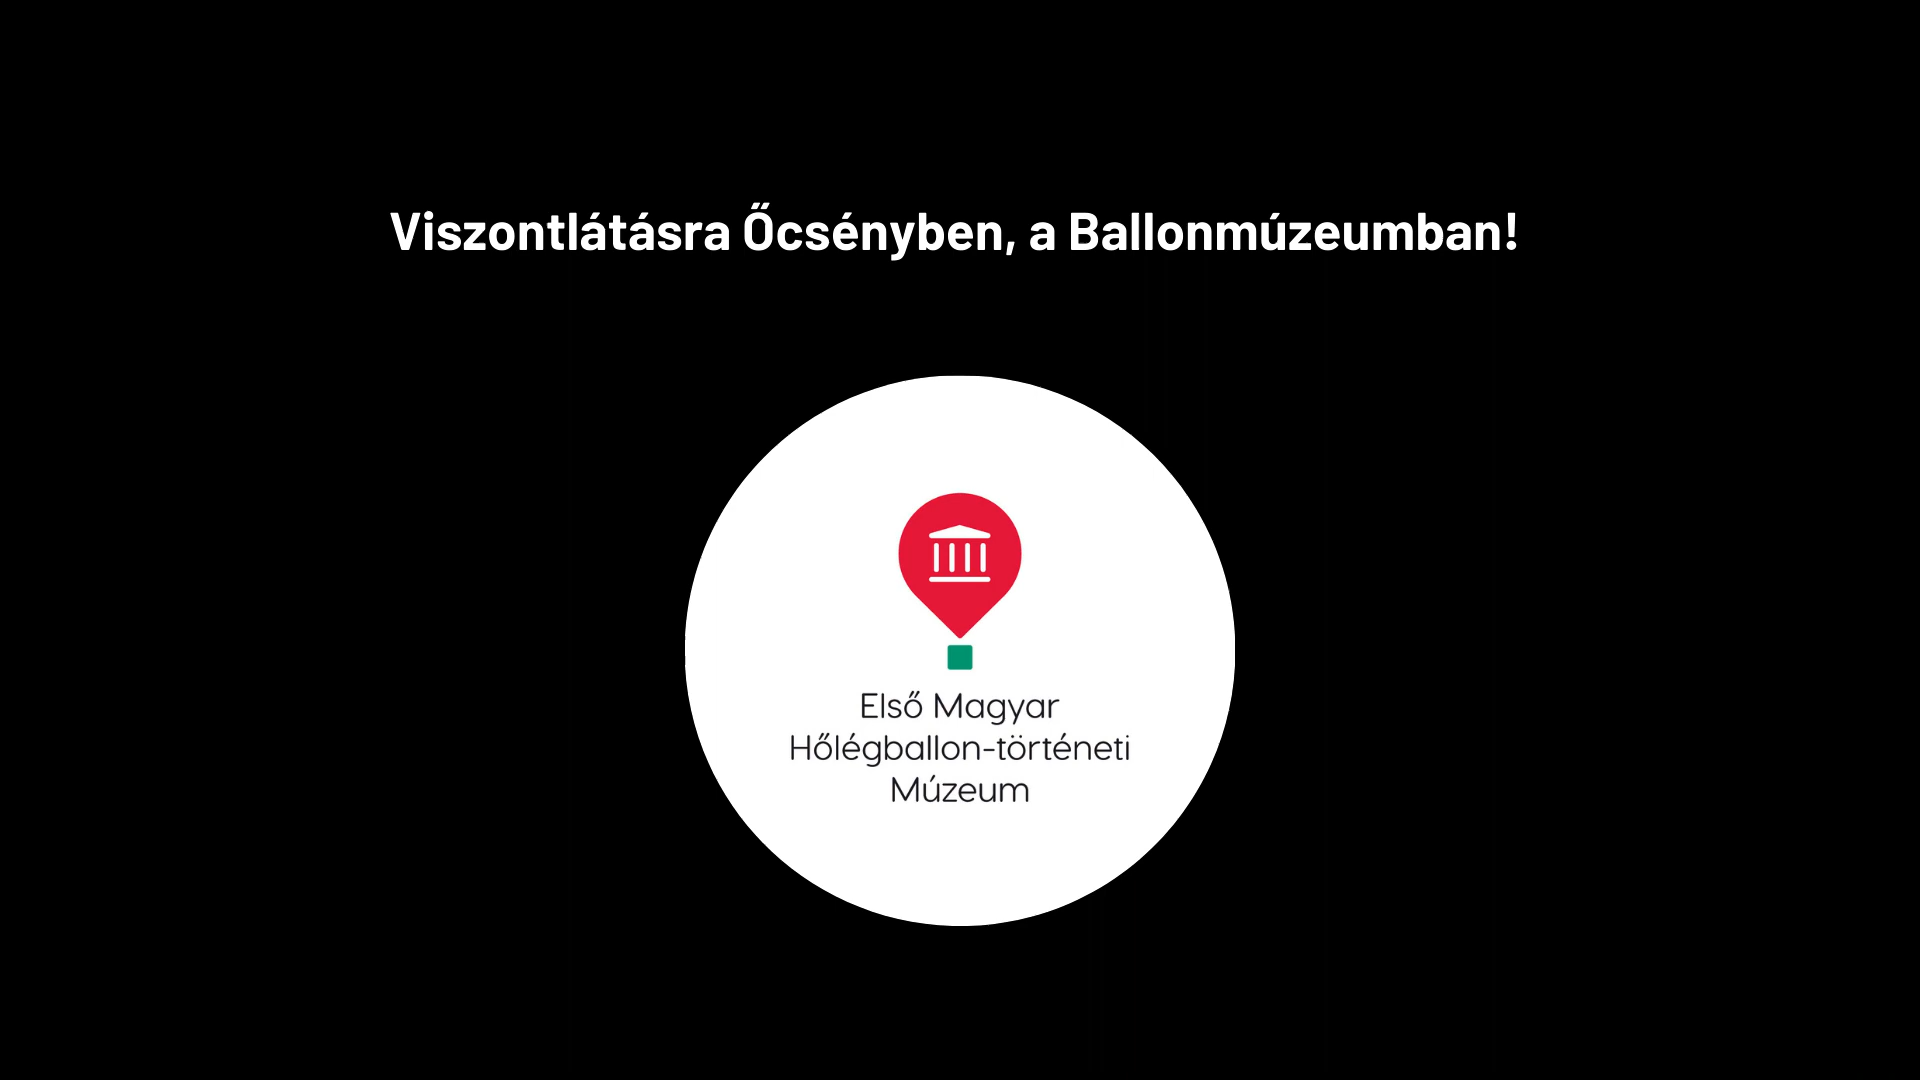 Viszontlátásra Őcsényben, a Ballonmúzeumban!
Első Magyar
Hőlégballon-történeti
Múzeum